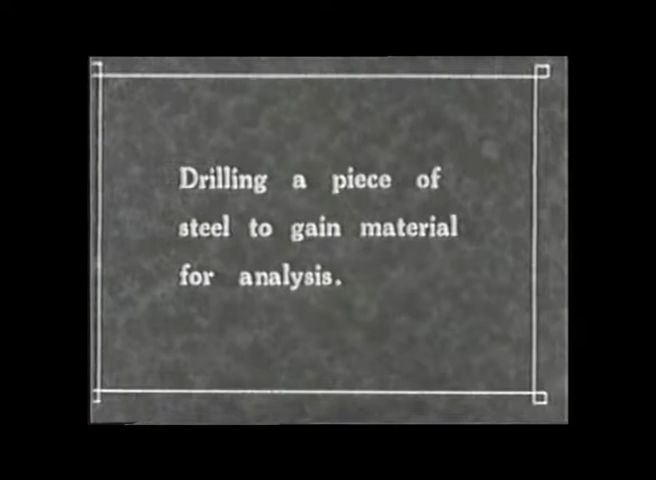 Drilling a piece of
steel to gain material
for analysis.